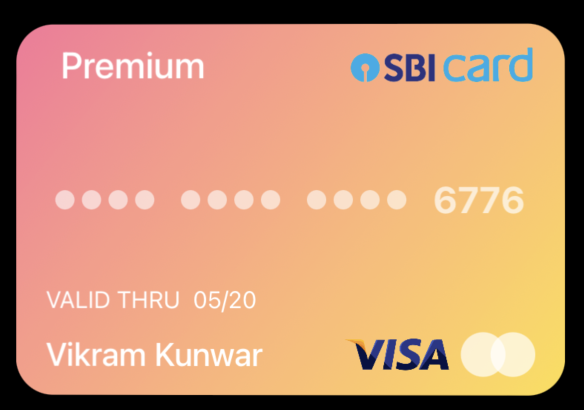 Premium SBI card
●●●● ●●●● ●●●● 6776
VALID THRU 05/20
Vikram Kunwar VISA